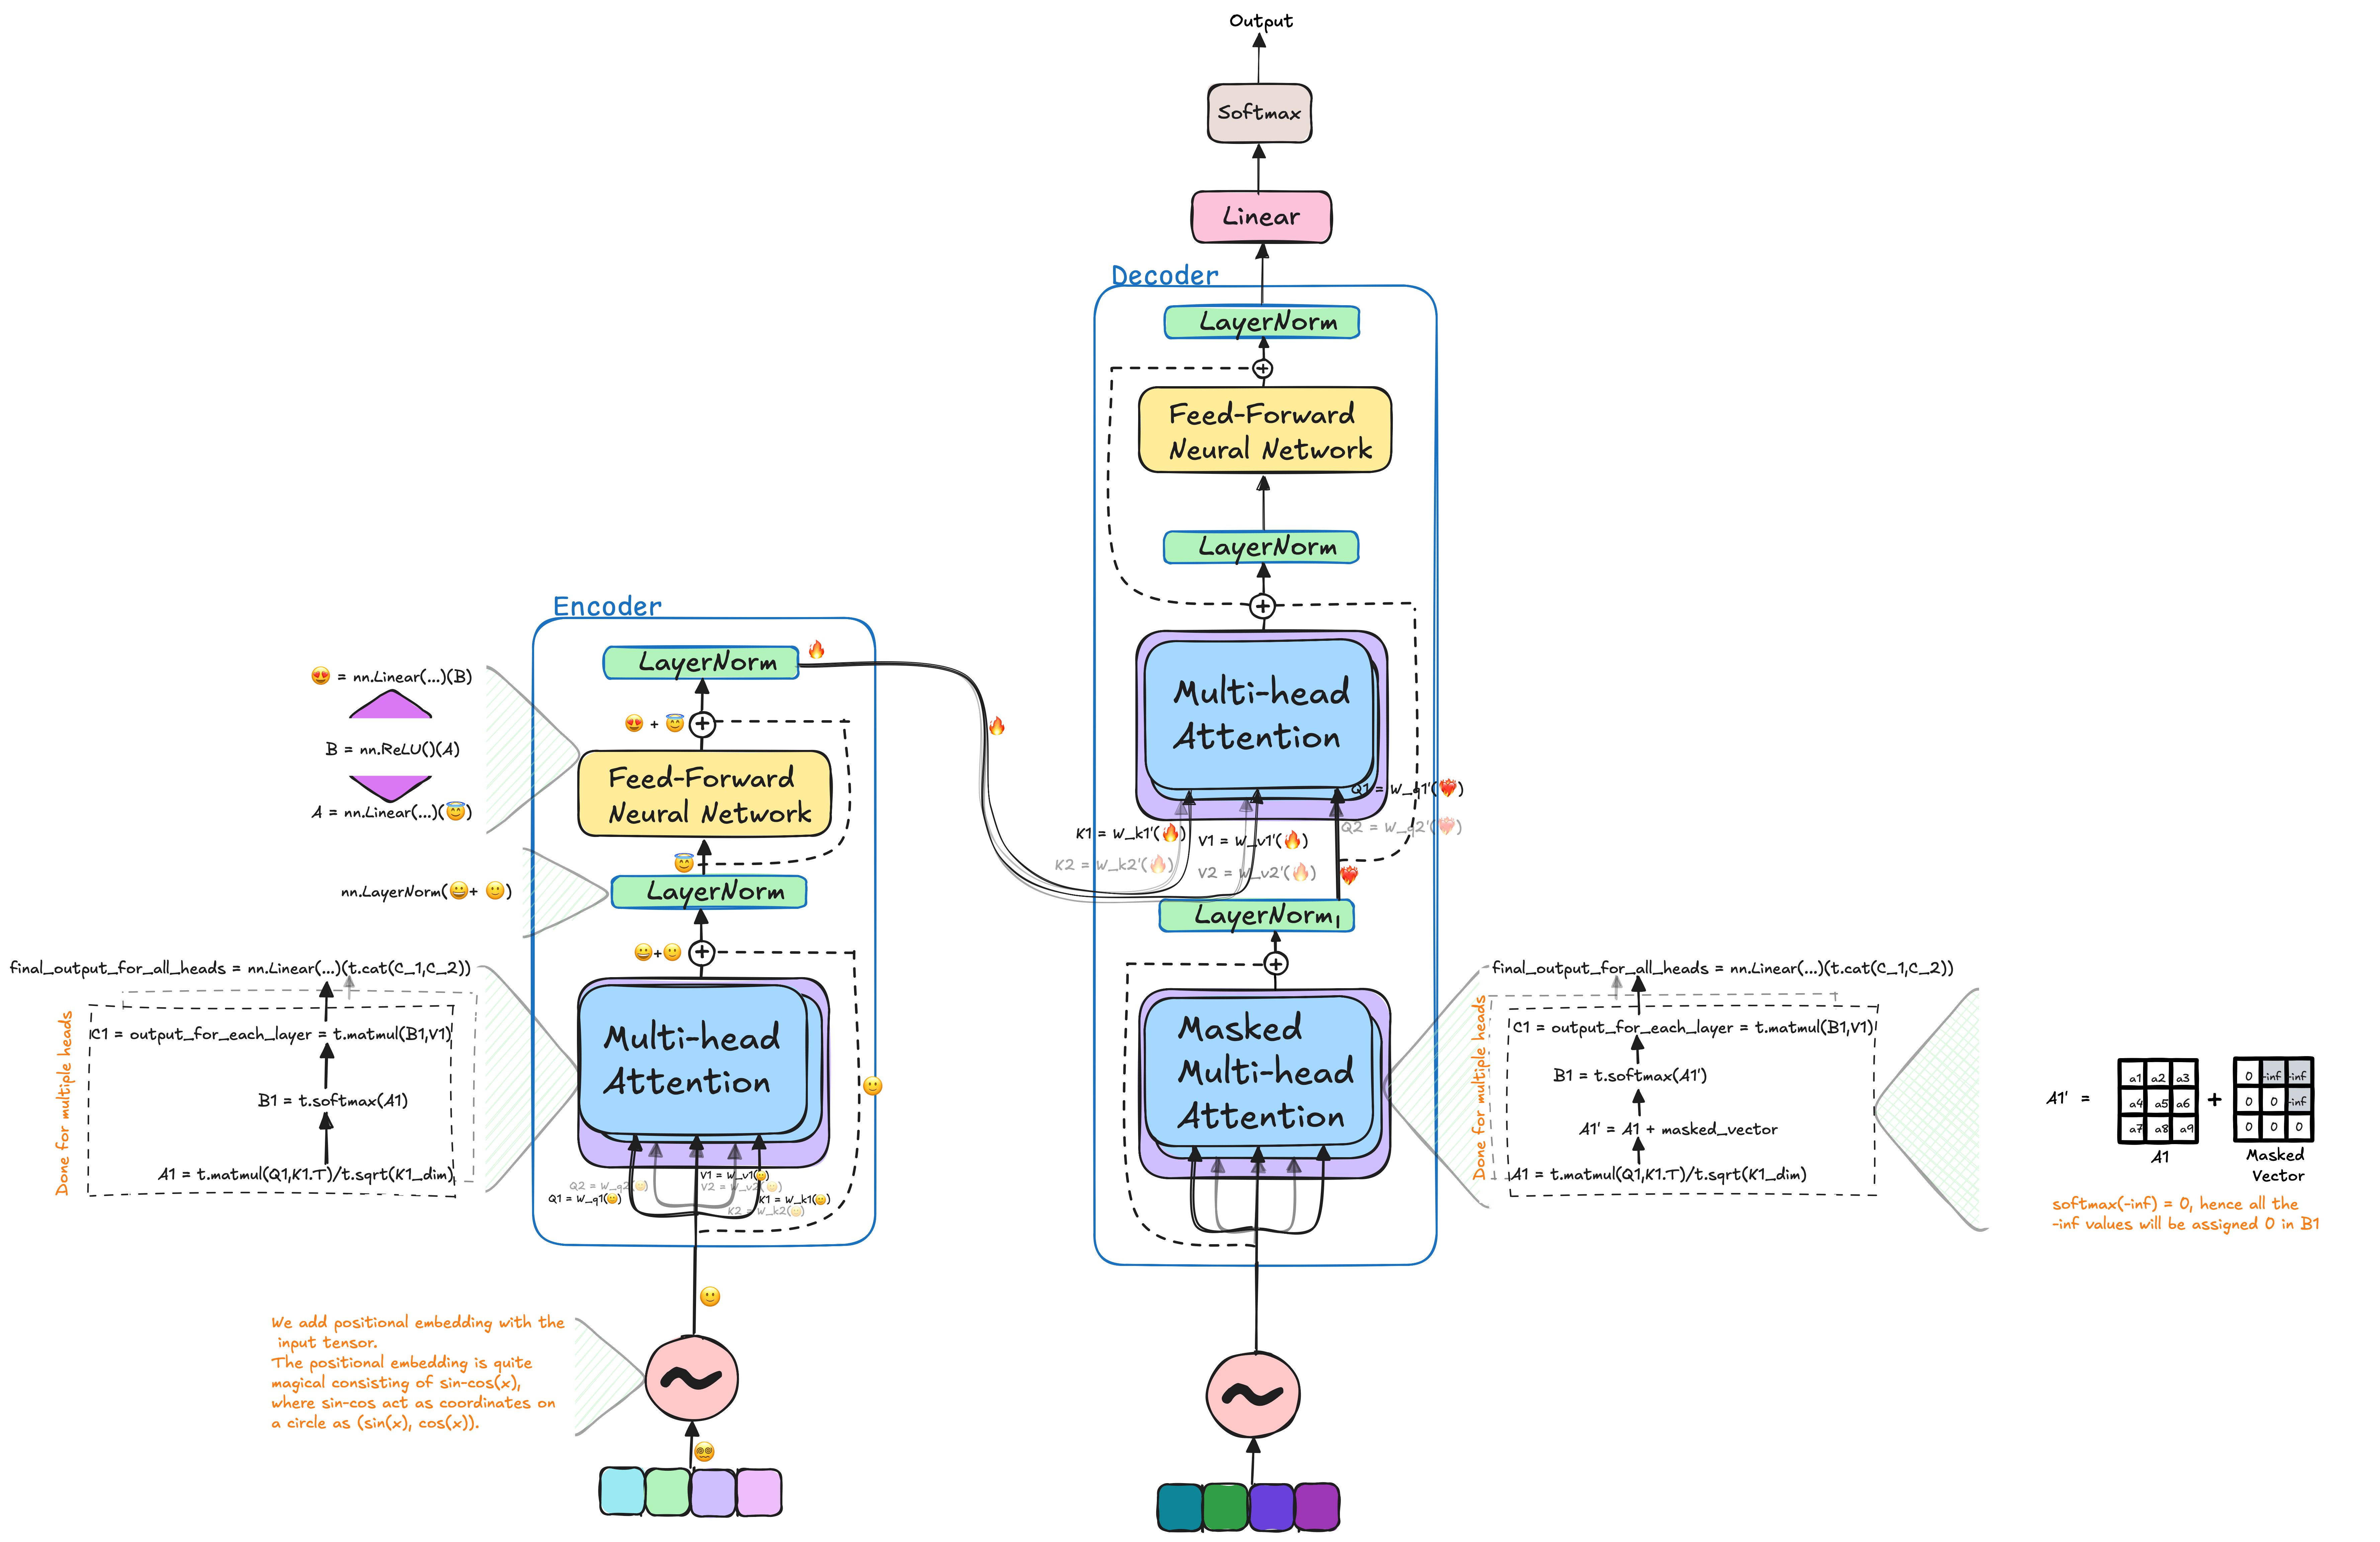 Output
Softmax
Linear
Decoder
LayerNorm
+
Feed-Forward
Neural Network
LayerNorm
+
Multi-head
Attention
Q1 = W_q1'(❤️‍🔥)
Q2 = W_q2'(❤️‍🔥)
K1 = W_k1'(🔥)
V1 = W_v1'(🔥)
K2 = W_k2'(🔥)
V2 = W_v2'(🔥)
LayerNorm
+
Masked
Multi-head
Attention
Encoder
LayerNorm
😍 + 😇
+
Feed-Forward
Neural Network
LayerNorm
😀+🙂
+
Multi-head
Attention
V1 = W_v1(🙂)
Q2 = W_q2(🙂)
V2 = W_v2(🙂)
Q1 = W_q1(🙂)
K1 = W_k1(🙂)
K2 = W_k2(🙂)
😍 = nn.Linear(...)(B)
B = nn.ReLU()(A)
A = nn.Linear(...)(😇)
nn.LayerNorm(😀+ 🙂)
final_output_for_all_heads = nn.Linear(...)(t.cat(C_1,C_2))
C1 = output_for_each_layer = t.matmul(B1,V1)
B1 = t.softmax(A1)
A1 = t.matmul(Q1,K1.T)/t.sqrt(K1_dim)
Done for multiple heads
We add positional embedding with the
input tensor.
The positional embedding is quite
magical consisting of sin-cos(x),
where sin-cos act as coordinates on
a circle as (sin(x), cos(x)).
final_output_for_all_heads = nn.Linear(...)(t.cat(C_1,C_2))
C1 = output_for_each_layer = t.matmul(B1,V1)
B1 = t.softmax(A1')
A1' = A1 + masked_vector
A1 = t.matmul(Q1,K1.T)/t.sqrt(K1_dim)
Done for multiple heads
A1' =
a1 a2 a3
a4 a5 a6
a7 a8 a9
A1
+
0 -inf -inf
0 0 -inf
0 0 0
Masked
Vector
softmax(-inf) = 0, hence all the
-inf values will be assigned 0 in B1